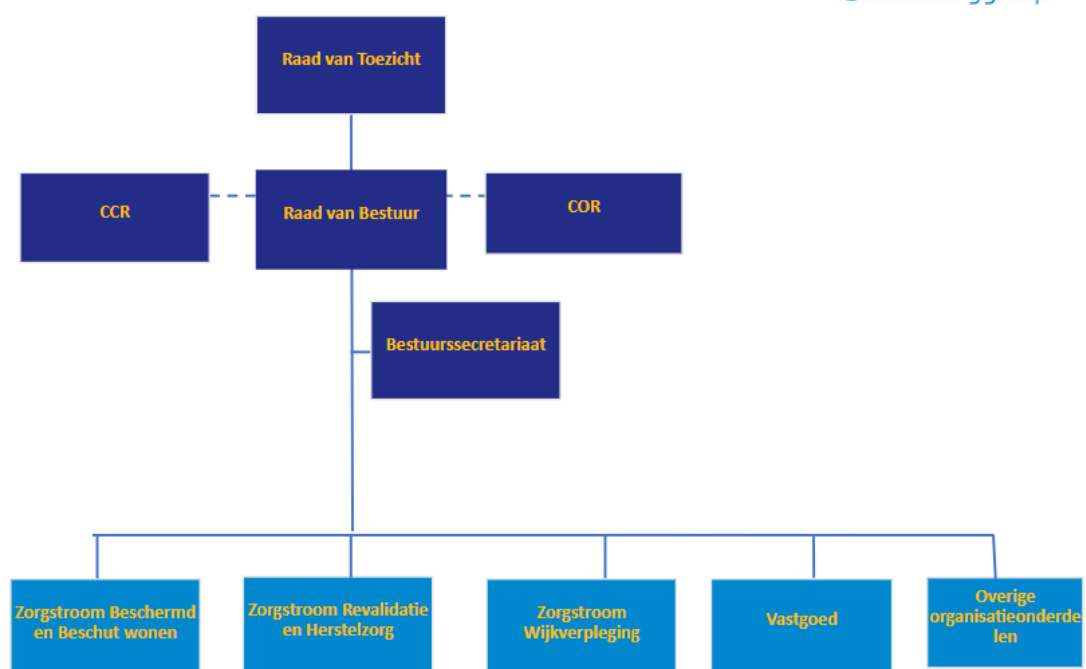 Raad van Toezicht
CCR
Raad van Bestuur
COR
Bestuurssecretariaat
Zorgstroom Beschermd
en Beschut wonen
Zorgstroom Revalidatie
en Herstelzorg
Zorgstroom
Wijkverpleging
Vastgoed
Overige
organisatieonderde
len